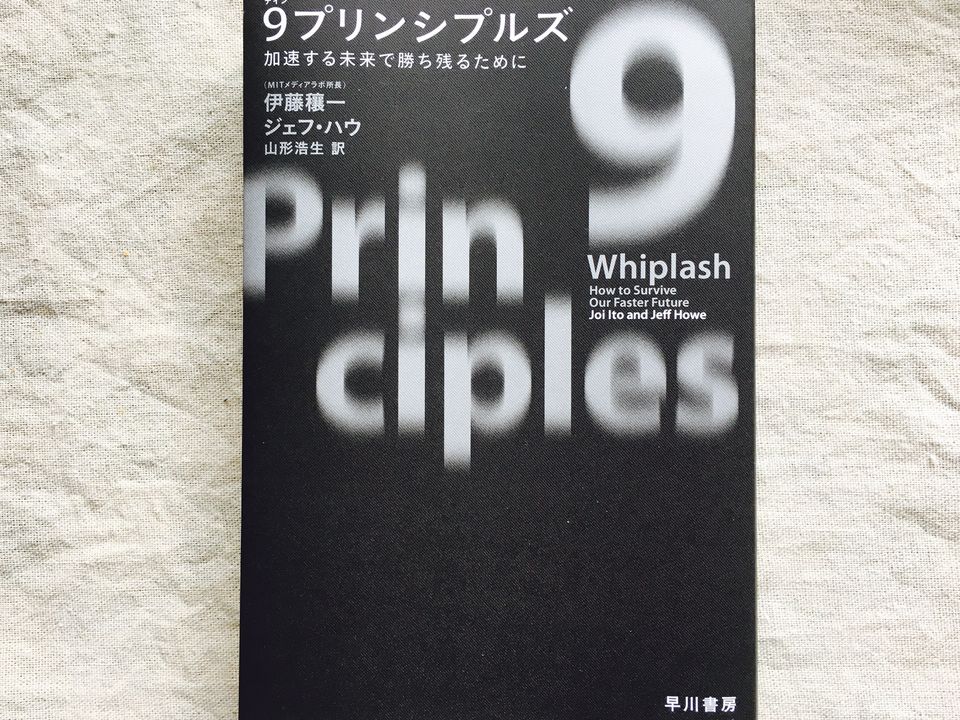 ナイン
9プリンシプルズ
加速する未来で勝ち残るために
(MITメディアラボ所長)
伊藤穰一
ジェフ・ハウ
山形浩生 訳
9
Prin
ciples
Whiplash
How to Survive
Our Faster Future
Joi Ito and Jeff Howe
早川書房